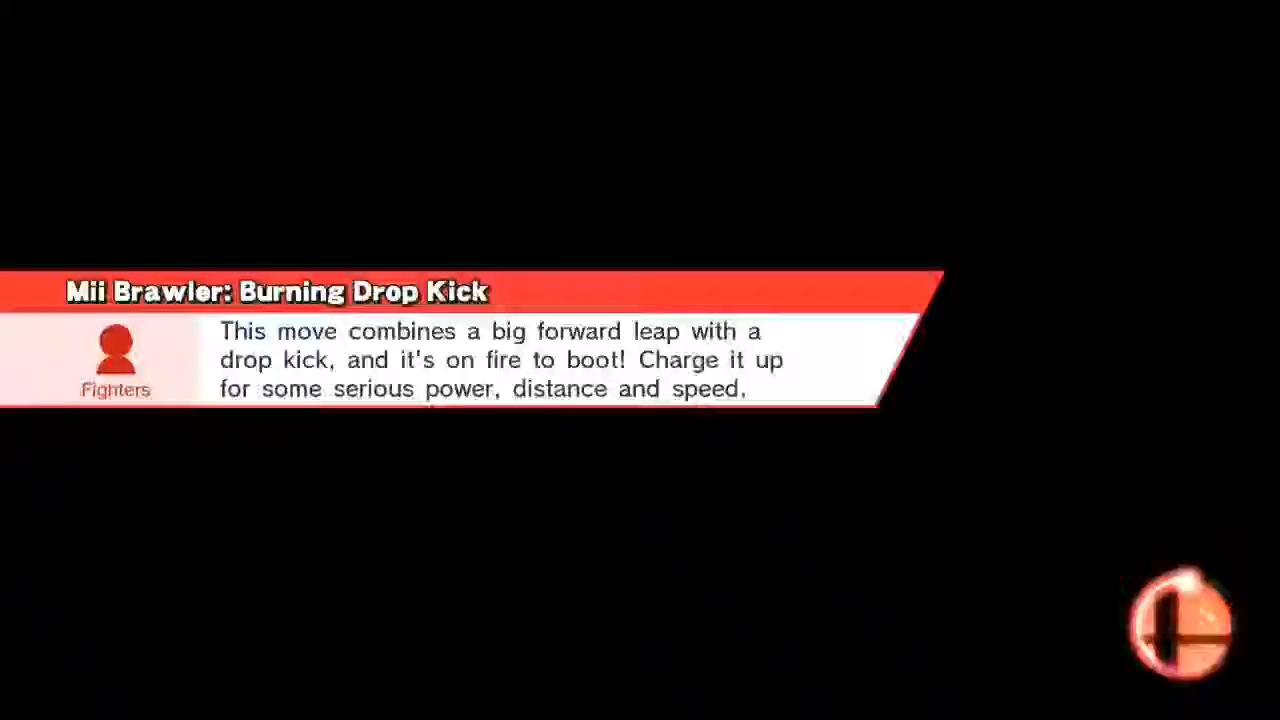 Mii Brawler: Burning Drop Kick
This move combines a big forward leap with a
drop kick, and it's on fire to boot! Charge it up
for some serious power, distance and speed.
Fighters